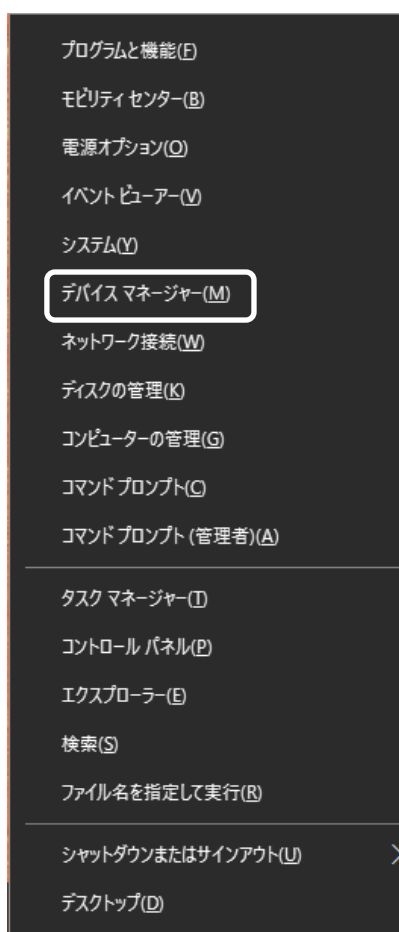 プログラムと機能(F)
モビリティ センター(B)
電源オプション(O)
イベント ビューアー(V)
システム(Y)
デバイス マネージャー(M)
ネットワーク接続(W)
ディスクの管理(K)
コンピューターの管理(G)
コマンド プロンプト(C)
コマンド プロンプト (管理者)(A)
タスク マネージャー(T)
コントロール パネル(P)
エクスプローラー(E)
検索(S)
ファイル名を指定して実行(R)
シャットダウンまたはサインアウト(U)
デスクトップ(D)